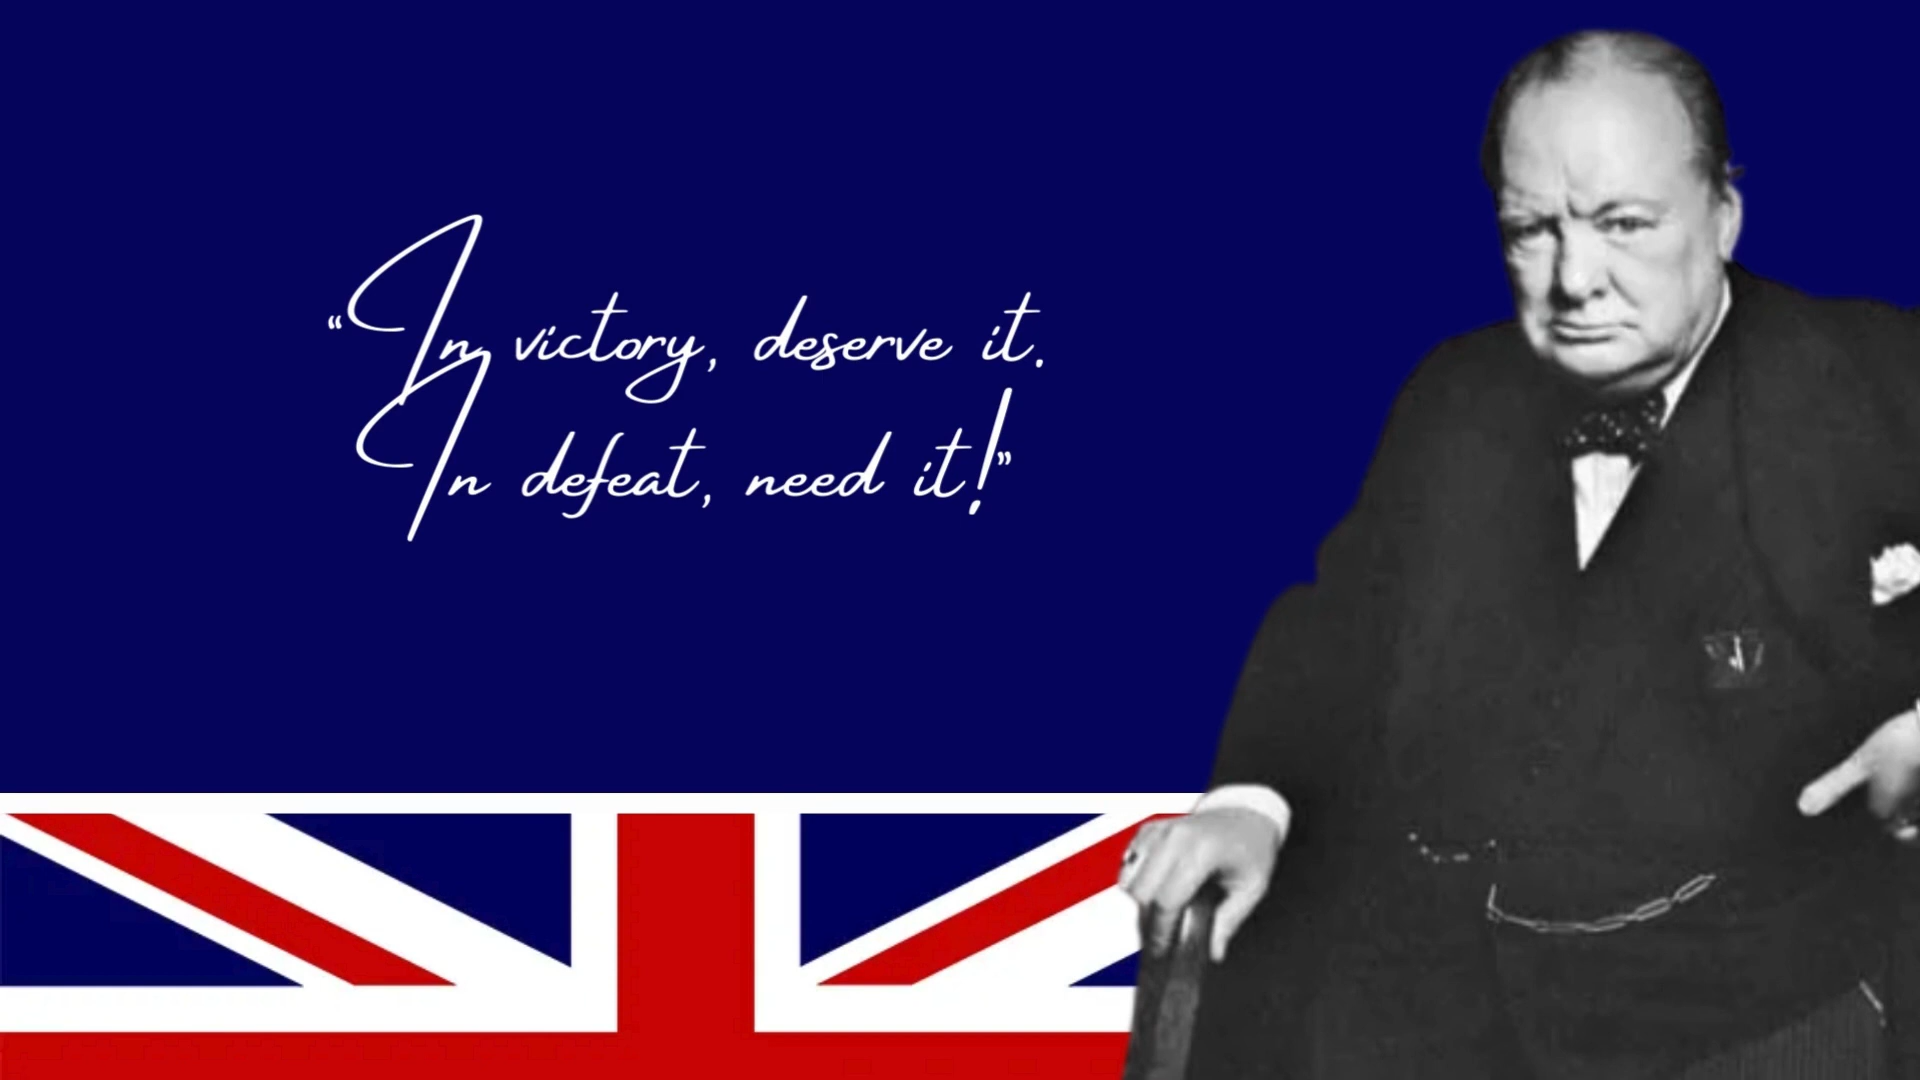 “In victory, deserve it.
In defeat, need it!”